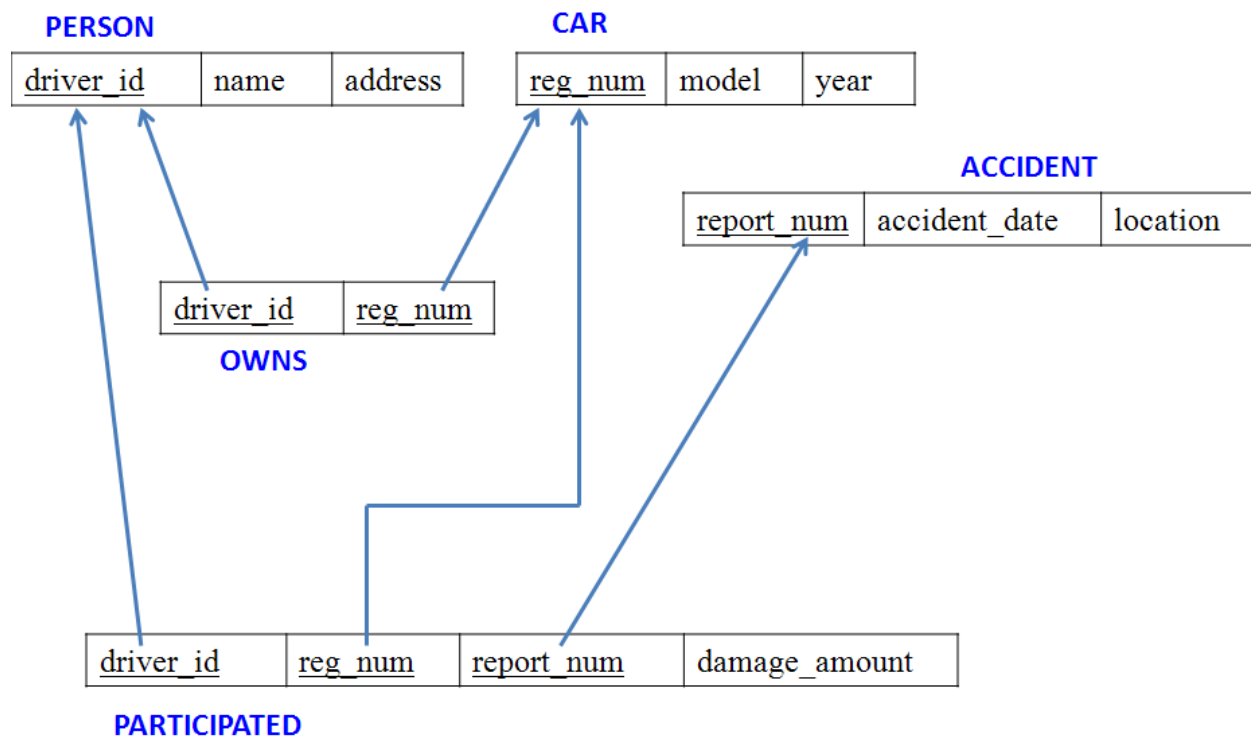 PERSON
driver_id name address
CAR
reg_num model year
ACCIDENT
report_num accident_date location
driver_id reg_num
OWNS
driver_id reg_num report_num damage_amount
PARTICIPATED